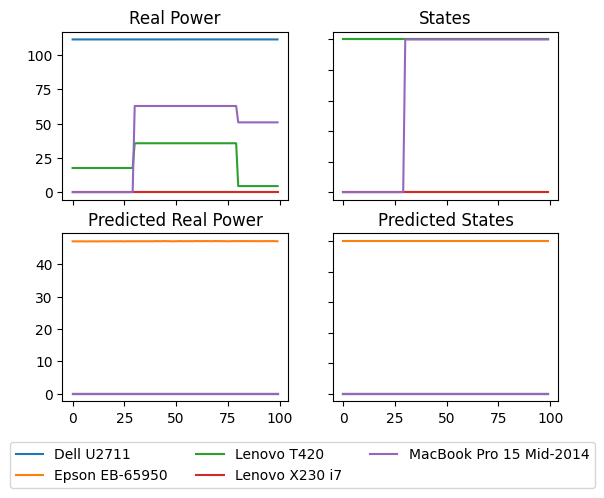 Real Power
States
100
75
50
25
0
Predicted Real Power
Predicted States
40
30
20
10
0
0 25 50 75 100
0 25 50 75 100
Dell U2711 Lenovo T420 MacBook Pro 15 Mid-2014
Epson EB-65950 Lenovo X230 i7